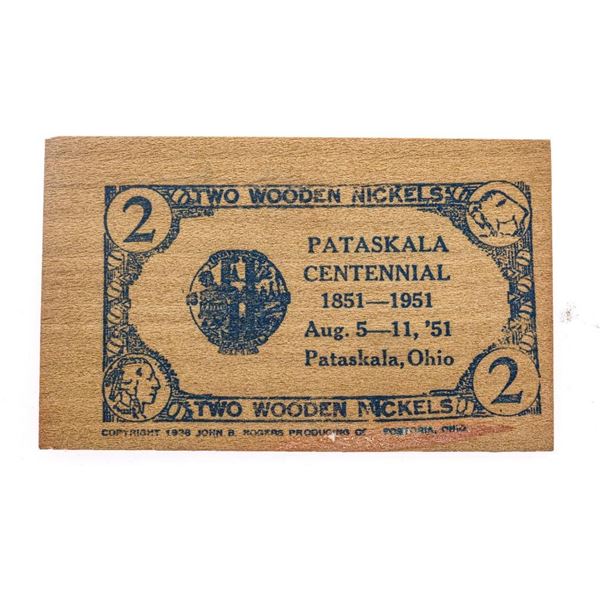 2 TWO WOODEN NICKELS
PATASKALA
CENTENNIAL
1851—1951
Aug. 5—11, '51
Pataskala, Ohio
TWO WOODEN NICKELS 2
COPYRIGHT 1938 JOHN B. ROGERS PRODUCING CO FOSTORIA, OHIO